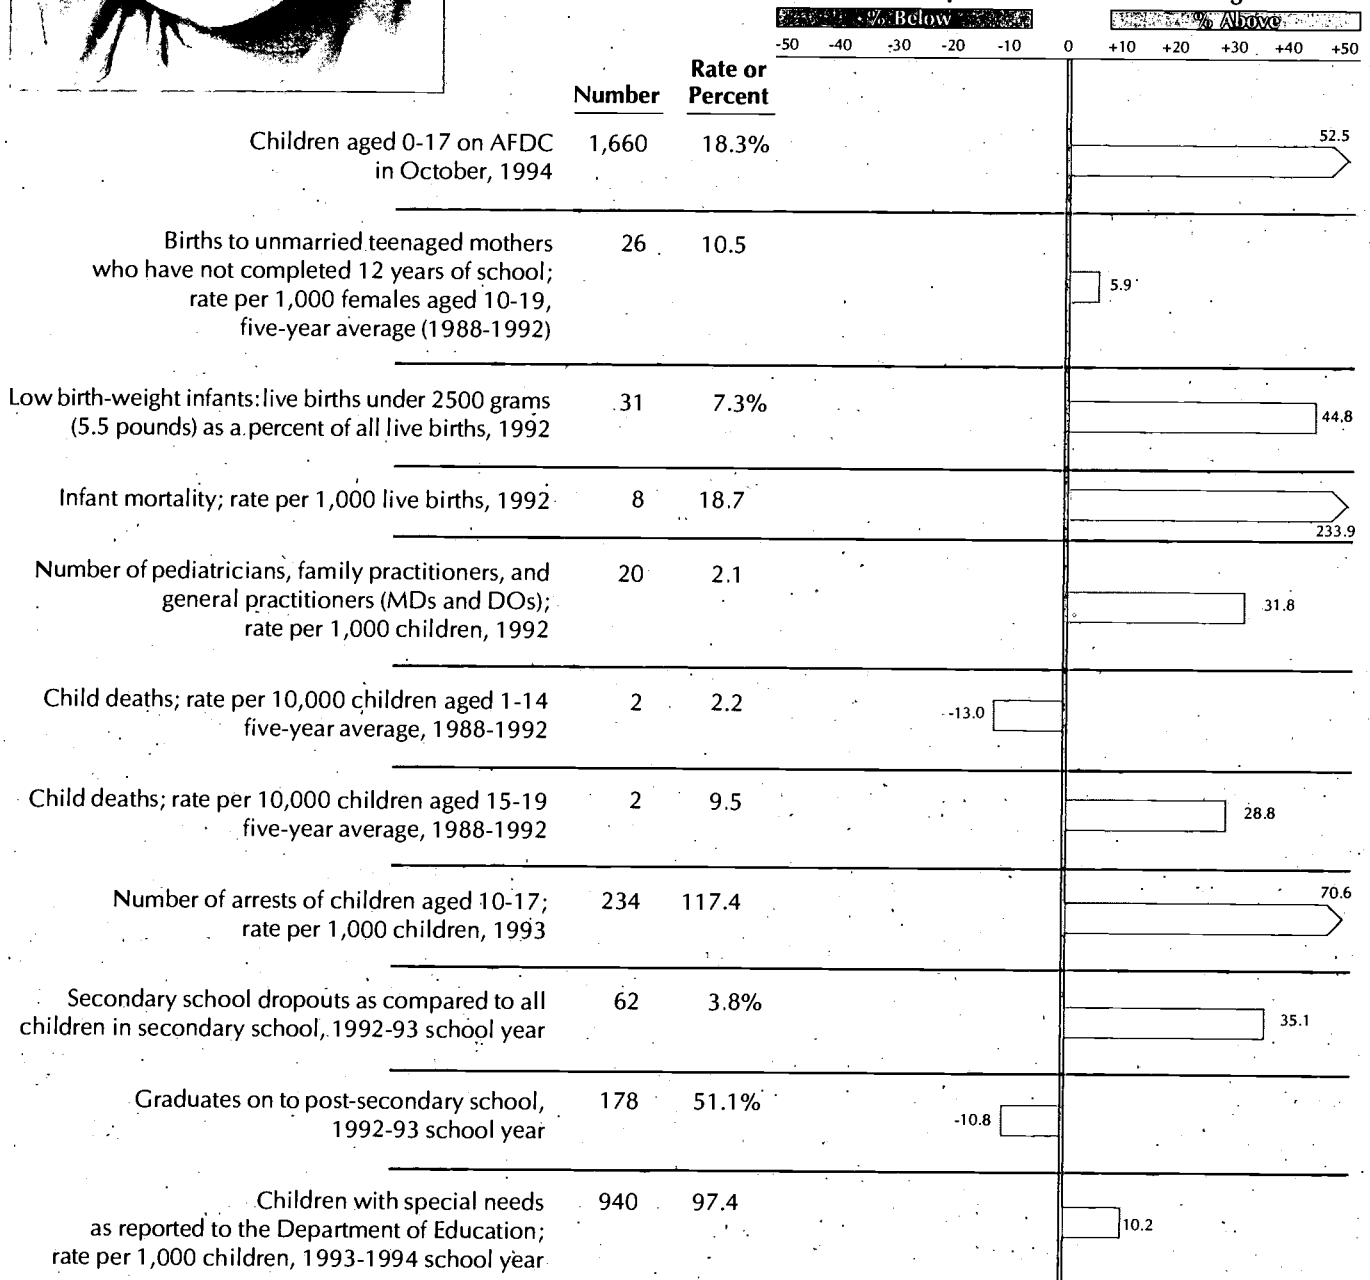 % Below % Above
-50 -40 -30 -20 -10 0 +10 +20 +30 +40 +50
Rate or
Number Percent
Children aged 0-17 on AFDC 1,660 18.3% 52.5
in October, 1994
Births to unmarried teenaged mothers 26 10.5
who have not completed 12 years of school; 5.9
rate per 1,000 females aged 10-19,
five-year average (1988-1992)
Low birth-weight infants: live births under 2500 grams 31 7.3% 44.8
(5.5 pounds) as a percent of all live births, 1992
Infant mortality; rate per 1,000 live births, 1992 8 18.7
233.9
Number of pediatricians, family practitioners, and 20 2.1
general practitioners (MDs and DOs); 31.8
rate per 1,000 children, 1992
Child deaths; rate per 10,000 children aged 1-14 2 2.2 -13.0
five-year average, 1988-1992
Child deaths; rate per 10,000 children aged 15-19 2 9.5 28.8
five-year average, 1988-1992
Number of arrests of children aged 10-17; 234 117.4 70.6
rate per 1,000 children, 1993
Secondary school dropouts as compared to all 62 3.8% 35.1
children in secondary school, 1992-93 school year
Graduates on to post-secondary school, 178 51.1% -10.8
1992-93 school year
Children with special needs 940 97.4
as reported to the Department of Education; 10.2
rate per 1,000 children, 1993-1994 school year